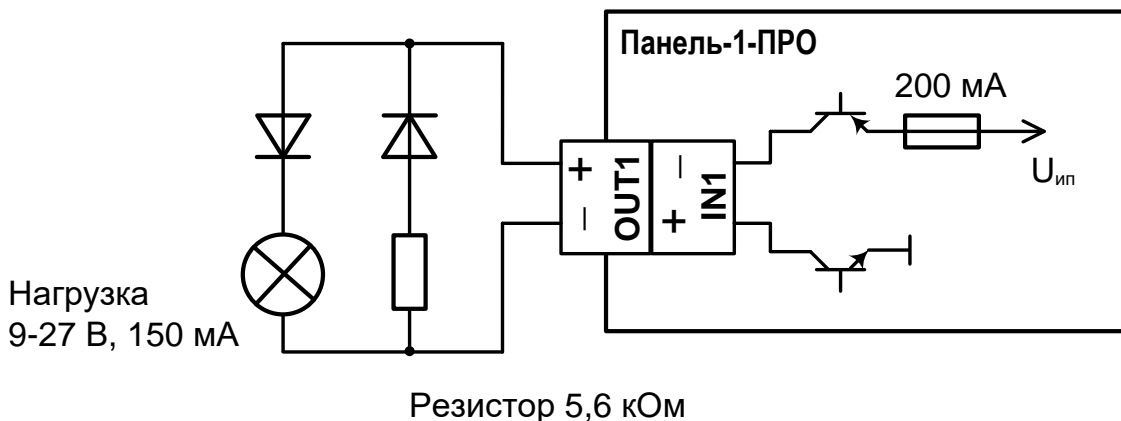 Панель-1-ПРО
200 мА
Uип
+
−
OUT1
−
+
IN1
Нагрузка
9-27 В, 150 мА
Резистор 5,6 кОм